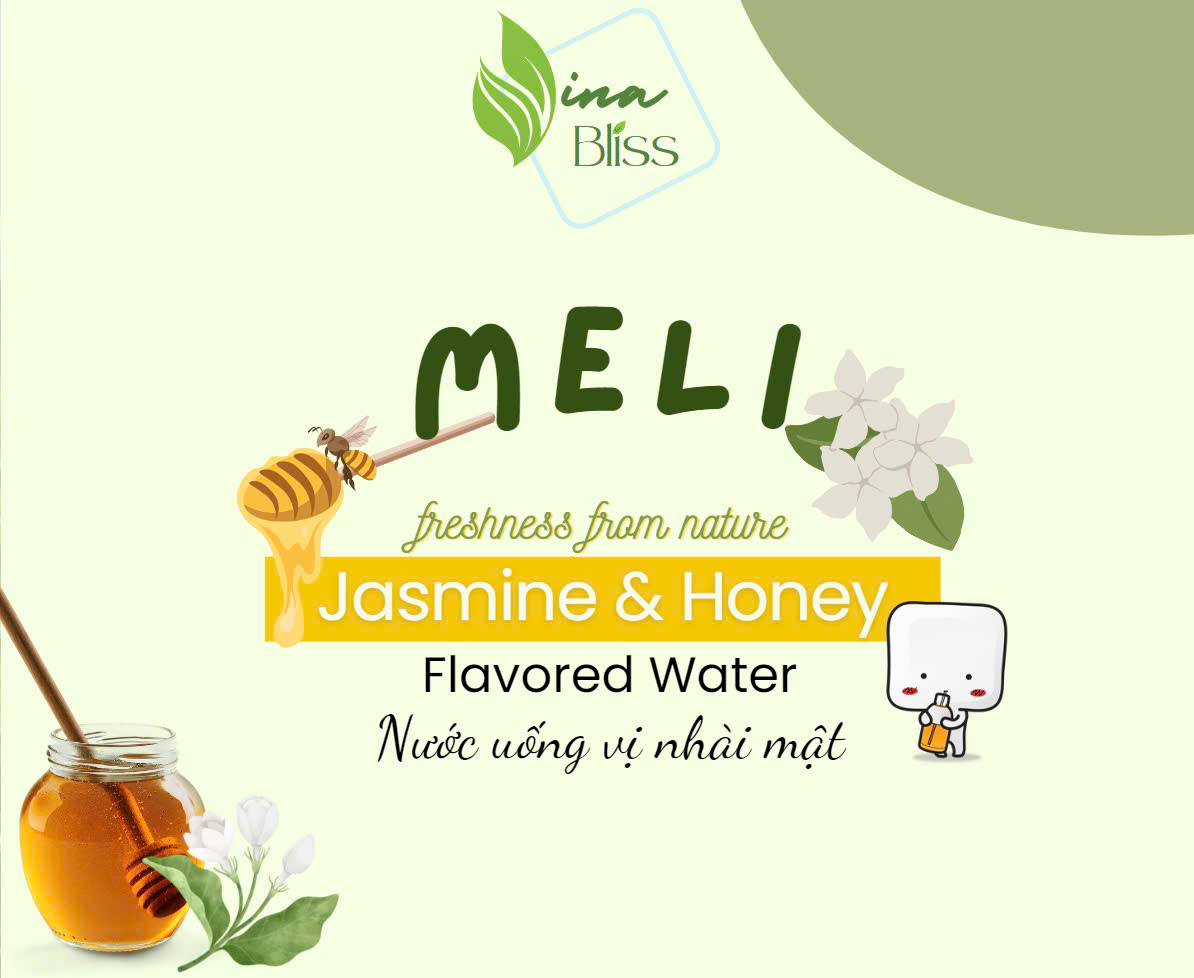 Vina
Bliss
MELI
freshness from nature
Jasmine & Honey
Flavored Water
Nước uống vị nhài mật